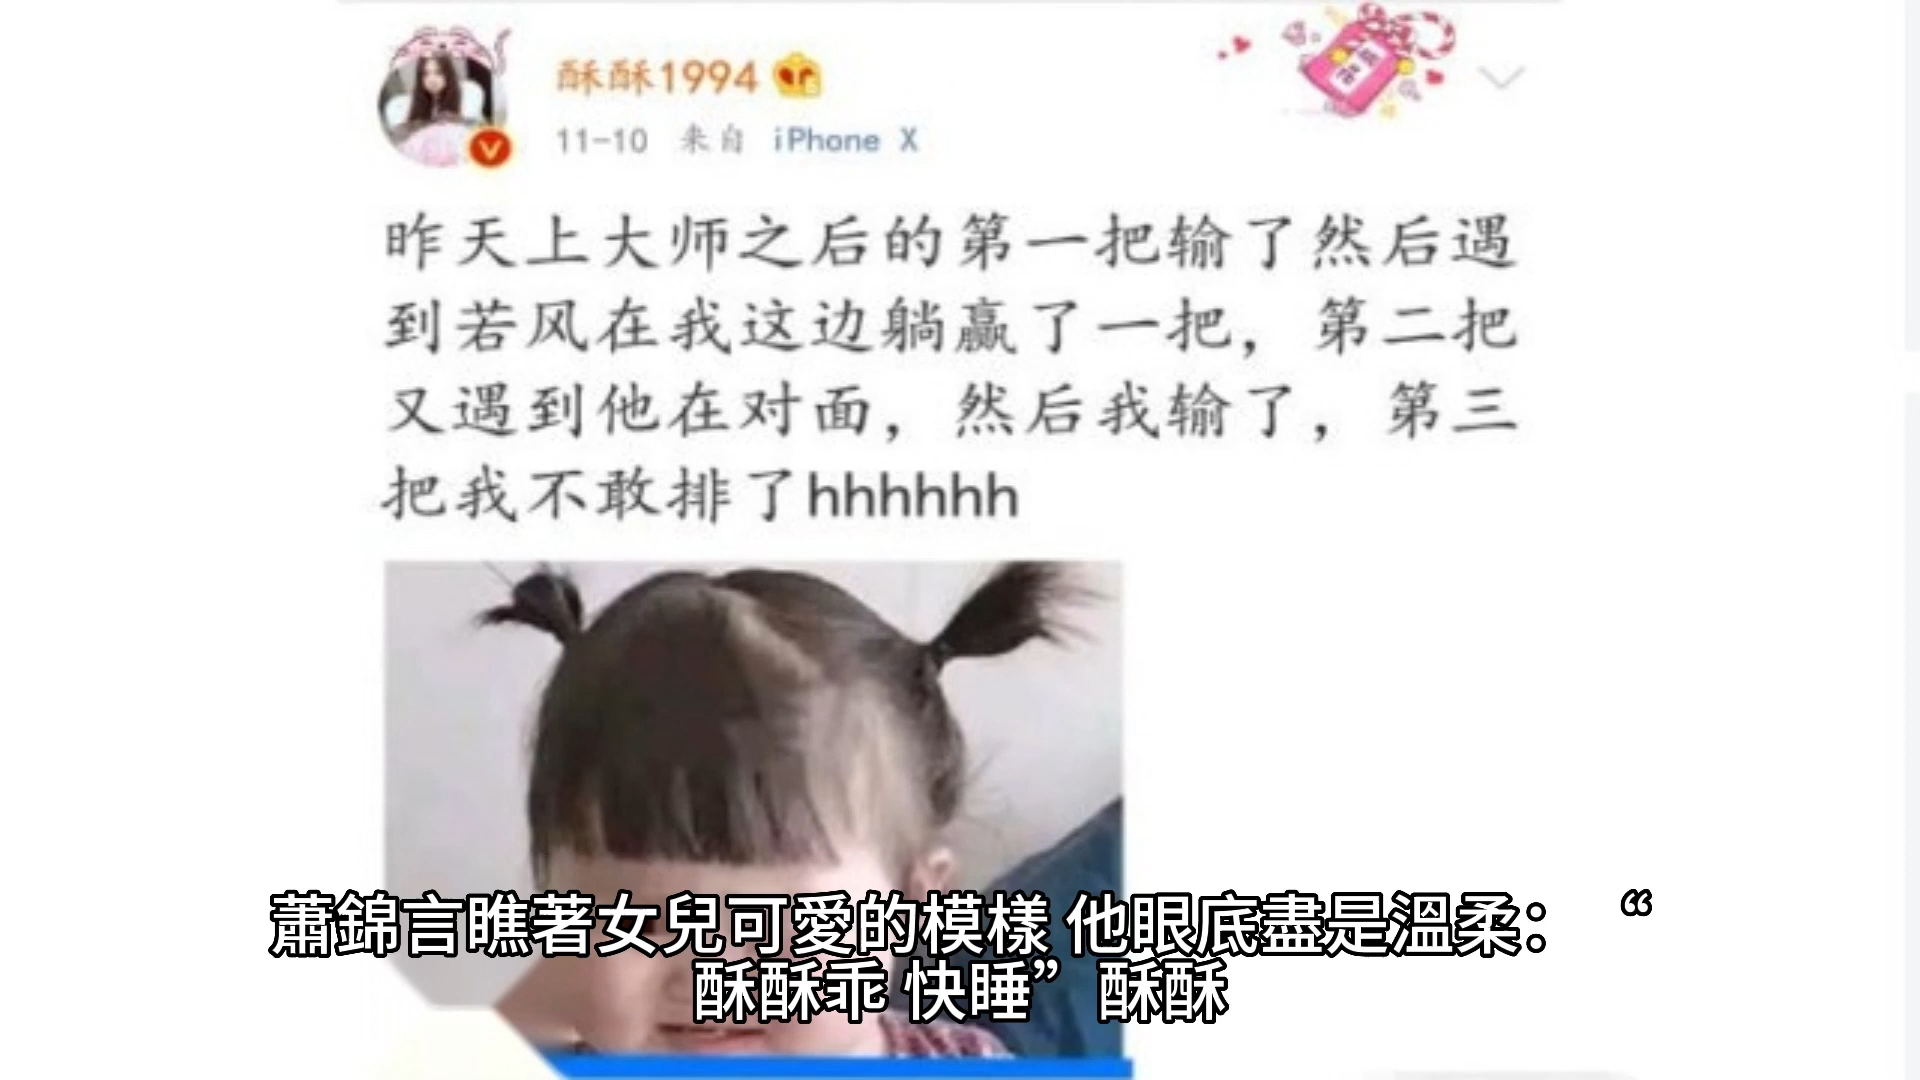 酥酥1994
11-10 来自 iPhone X
昨天上大师之后的第一把输了然后遇
到若风在我这边躺赢了一把，第二把
又遇到他在对面，然后我输了，第三
把我不敢排了hhhhhh
蕭錦言瞧著女兒可愛的模樣 他眼底盡是溫柔：“
酥酥乖 快睡” 酥酥